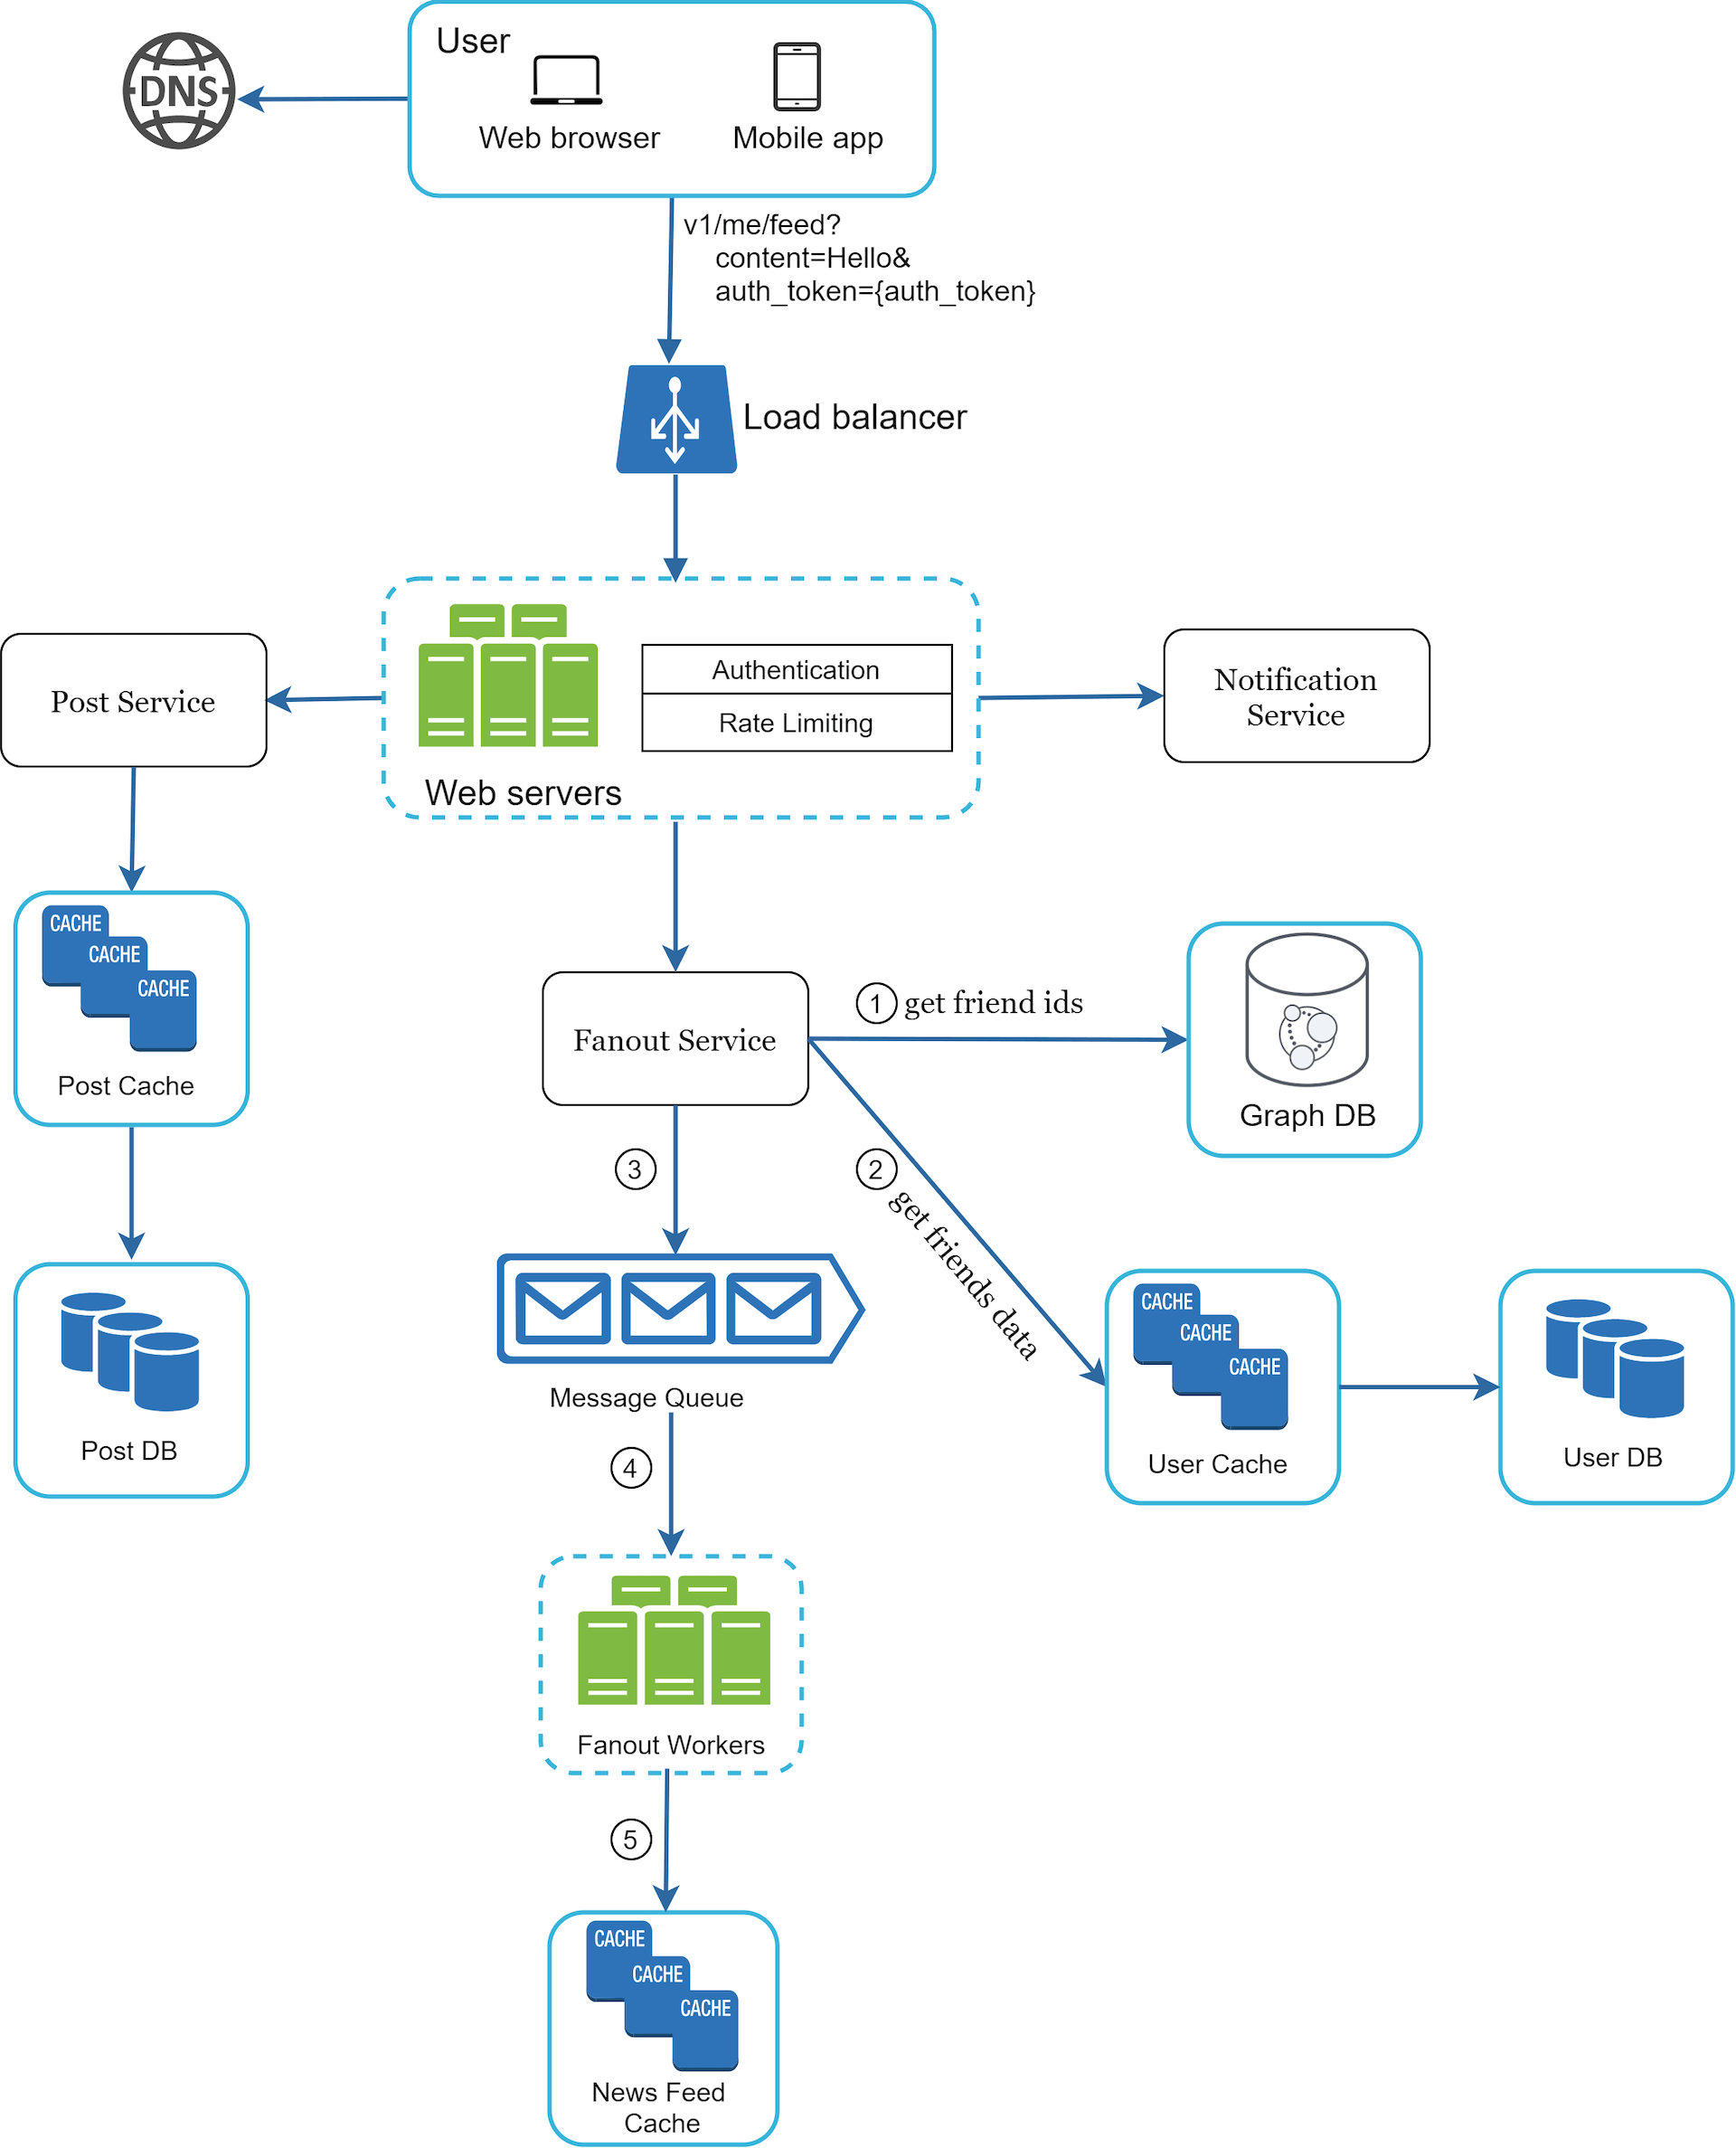 User
DNS
Web browser
Mobile app
v1/me/feed?
content=Hello&
auth_token={auth_token}
Load balancer
Authentication
Rate Limiting
Web servers
Post Service
Notification
Service
CACHE
CACHE
CACHE
Post Cache
Post DB
Fanout Service
1 get friend ids
Graph DB
2 get friends data
3
Message Queue
CACHE
CACHE
CACHE
User Cache
User DB
4
Fanout Workers
5
CACHE
CACHE
CACHE
News Feed
Cache